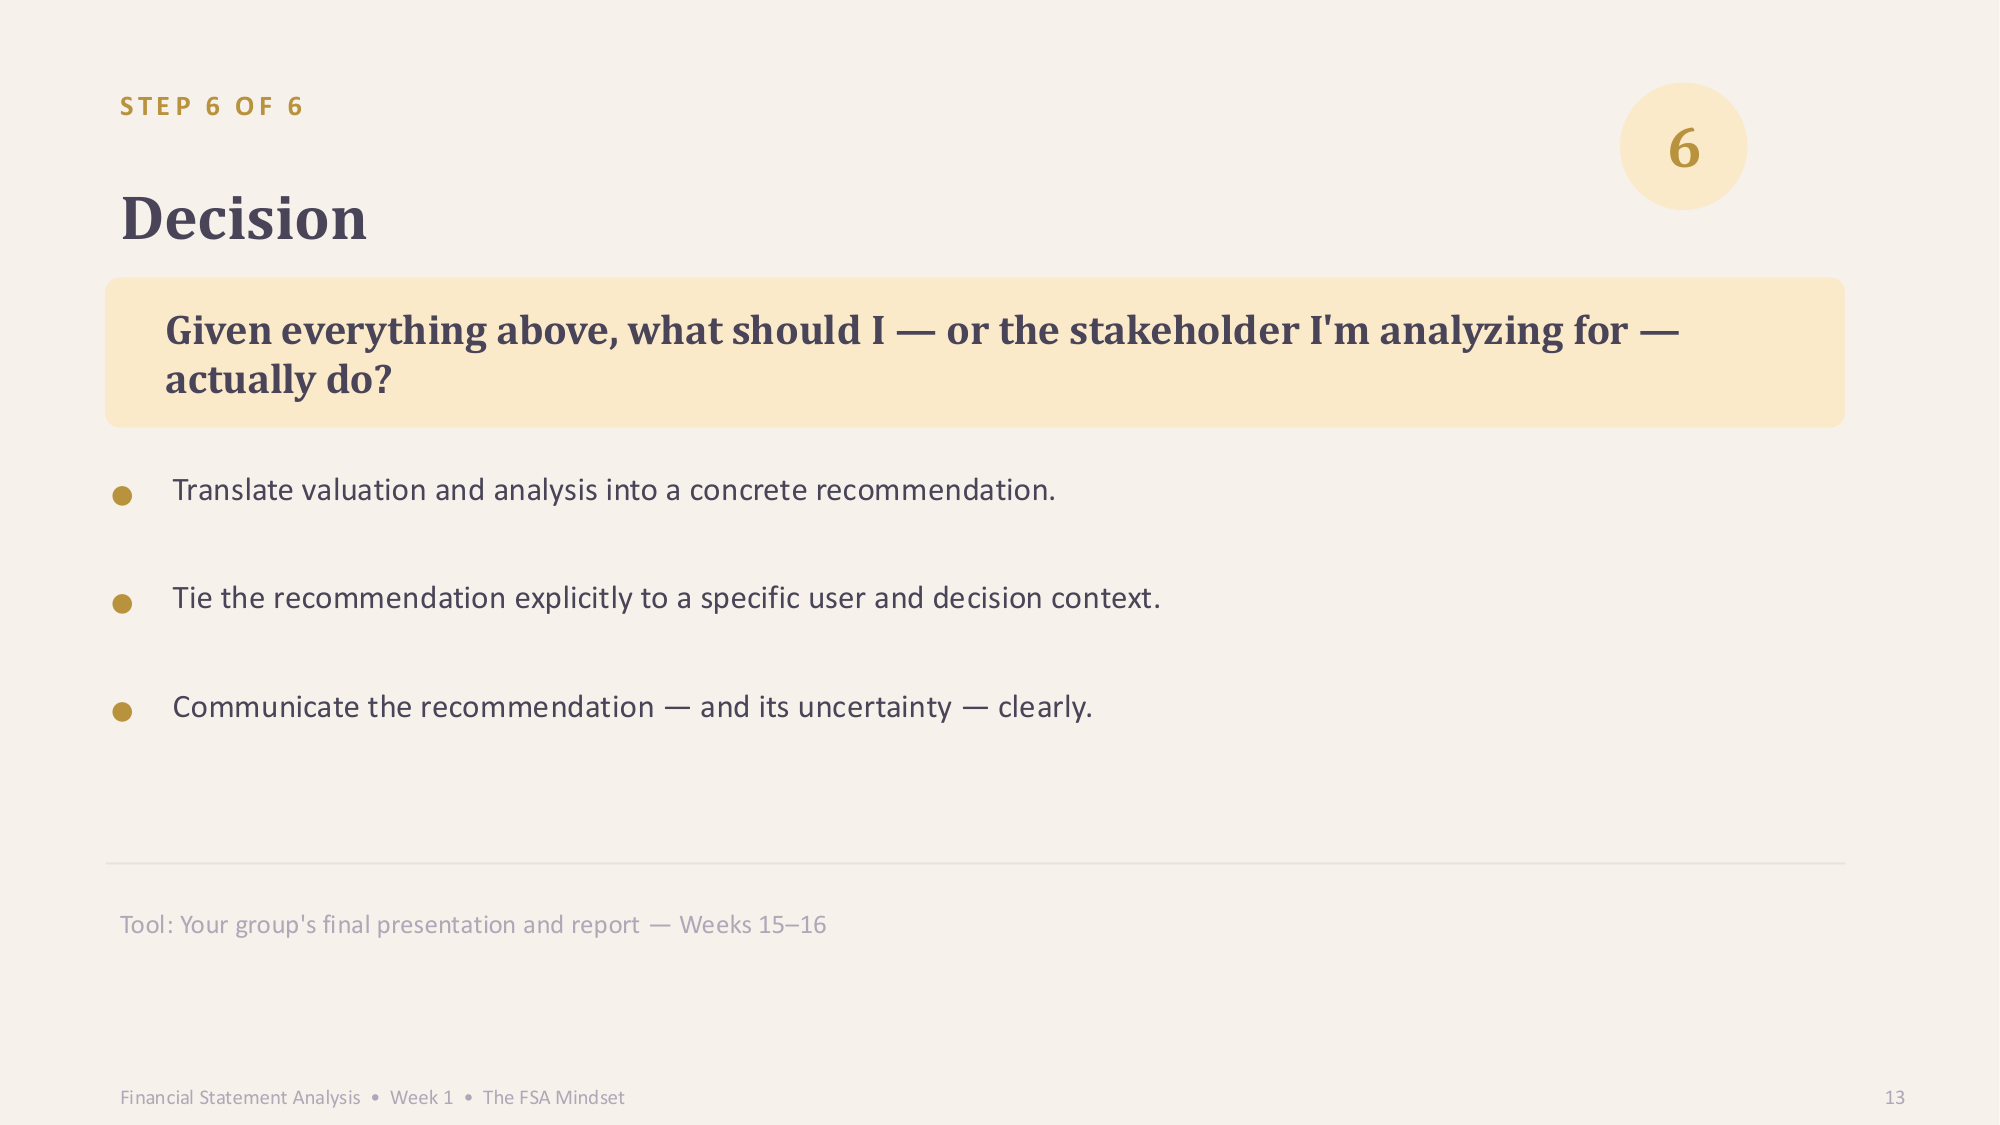 STEP 6 OF 6
6
Decision
Given everything above, what should I — or the stakeholder I'm analyzing for —
actually do?
● Translate valuation and analysis into a concrete recommendation.
● Tie the recommendation explicitly to a specific user and decision context.
● Communicate the recommendation — and its uncertainty — clearly.
Tool: Your group's final presentation and report — Weeks 15–16
Financial Statement Analysis • Week 1 • The FSA Mindset
13